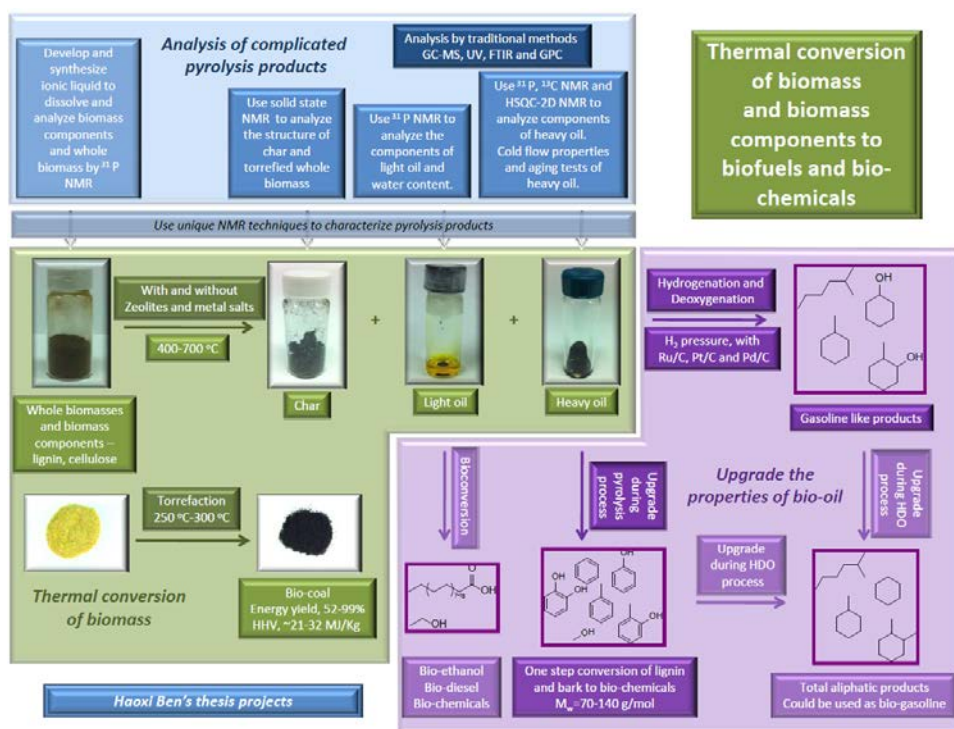 Develop and
synthesize
ionic liquid to
dissolve and
analyze biomass
components
and whole
biomass by ³¹ P
NMR
Analysis of complicated
pyrolysis products
Analysis by traditional methods
GC-MS, UV, FTIR and GPC
Use solid state
NMR to analyze
the structure of
char and
torrefied whole
biomass
Use ³¹ P NMR to
analyze the
components of
light oil and
water content.
Use ³¹ P, ¹³C NMR and
HSQC-2D NMR to
analyze components
of heavy oil.
Cold flow properties
and aging tests of
heavy oil.
Thermal conversion
of biomass
and biomass
components to
biofuels and bio-
chemicals
Use unique NMR techniques to characterize pyrolysis products
With and without
Zeolites and metal salts
400-700 °C
+
+
Whole biomasses
and biomass
components –
lignin, cellulose
Char
Light oil
Heavy oil
Torrefaction
250 °C-300 °C
Thermal conversion
of biomass
Bio-coal
Energy yield, 52-99%
HHV, ~21-32 MJ/Kg
Hydrogenation and
Deoxygenation
H₂ pressure, with
Ru/C, Pt/C and Pd/C
OH
OH
Gasoline like products
Bioconversion
Upgrade
during
pyrolysis
process
Upgrade the
properties of bio-oil
Upgrade
during HDO
process
Upgrade
during HDO
process
O
OH
OH
OH
OH
OH
OH
OH
Bio-ethanol
Bio-diesel
Bio-chemicals
One step conversion of lignin
and bark to bio-chemicals
Mw=70-140 g/mol
Total aliphatic products
Could be used as bio-gasoline
Haoxi Ben's thesis projects